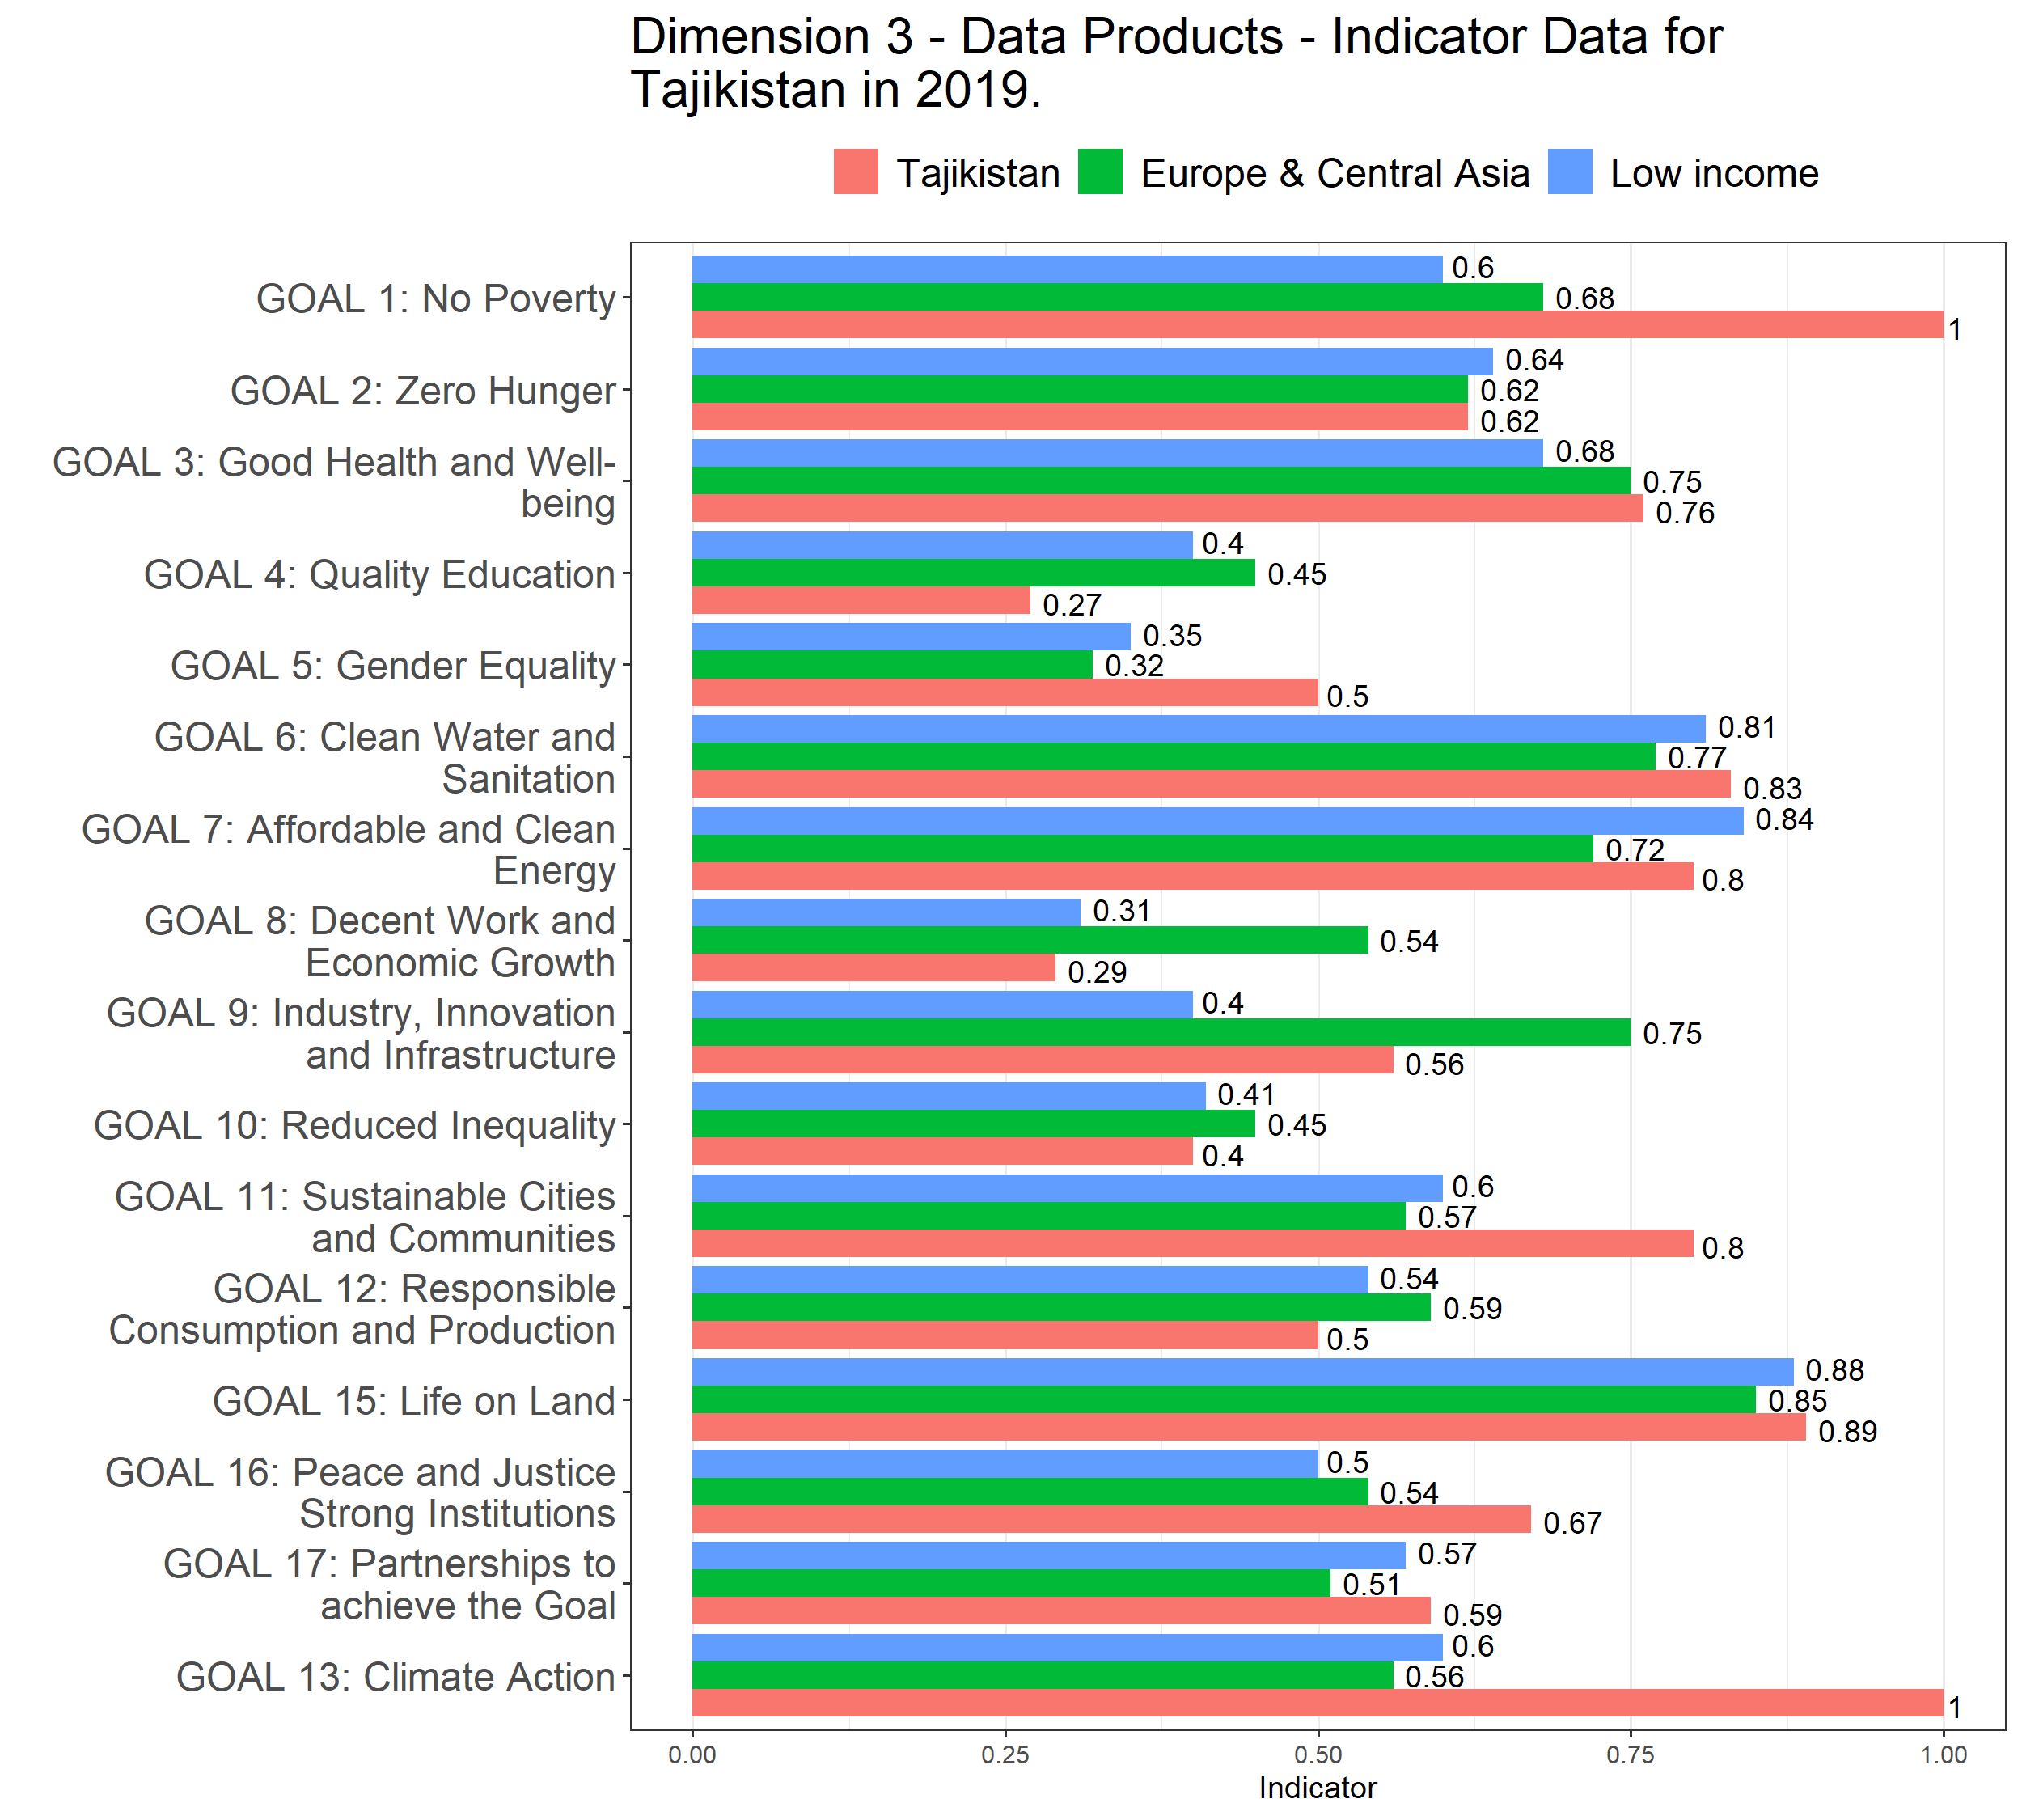 Dimension 3 - Data Products - Indicator Data for
Tajikistan in 2019.
Tajikistan
Europe & Central Asia
Low income
GOAL 1: No Poverty
0.6
0.68
1
GOAL 2: Zero Hunger
0.64
0.62
0.62
GOAL 3: Good Health and Well-
being
0.68
0.75
0.76
GOAL 4: Quality Education
0.4
0.45
0.27
GOAL 5: Gender Equality
0.35
0.32
0.5
GOAL 6: Clean Water and
Sanitation
0.81
0.77
0.83
GOAL 7: Affordable and Clean
Energy
0.84
0.72
0.8
GOAL 8: Decent Work and
Economic Growth
0.31
0.54
0.29
GOAL 9: Industry, Innovation
and Infrastructure
0.4
0.75
0.56
GOAL 10: Reduced Inequality
0.41
0.45
0.4
GOAL 11: Sustainable Cities
and Communities
0.6
0.57
0.8
GOAL 12: Responsible
Consumption and Production
0.54
0.59
0.5
GOAL 15: Life on Land
0.88
0.85
0.89
GOAL 16: Peace and Justice
Strong Institutions
0.5
0.54
0.67
GOAL 17: Partnerships to
achieve the Goal
0.57
0.51
0.59
GOAL 13: Climate Action
0.6
0.56
1
0.00 0.25 0.50 0.75 1.00
Indicator